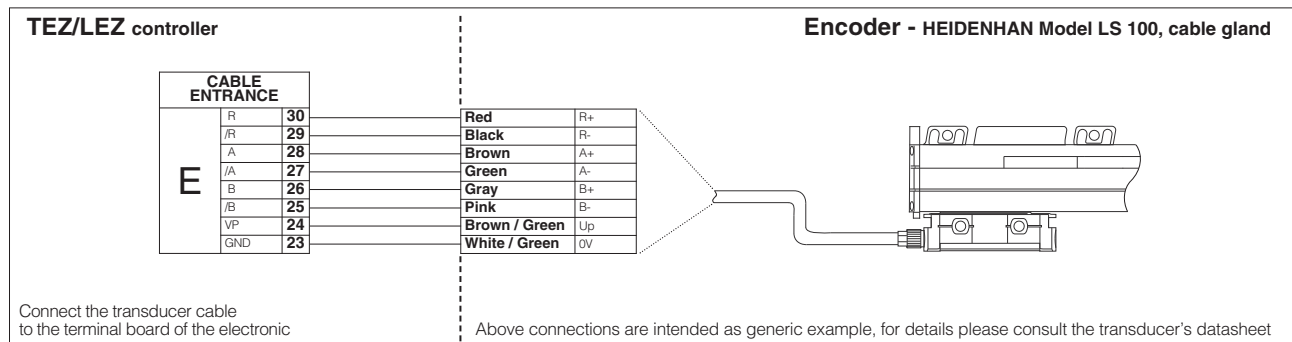 TEZ/LEZ controller
Encoder - HEIDENHAN Model LS 100, cable gland
CABLE
ENTRANCE
E
R 30 Red R+
/R 29 Black R-
A 28 Brown A+
/A 27 Green A-
B 26 Gray B+
/B 25 Pink B-
VP 24 Brown / Green Up
GND 23 White / Green 0V
Connect the transducer cable
to the terminal board of the electronic
Above connections are intended as generic example, for details please consult the transducer's datasheet